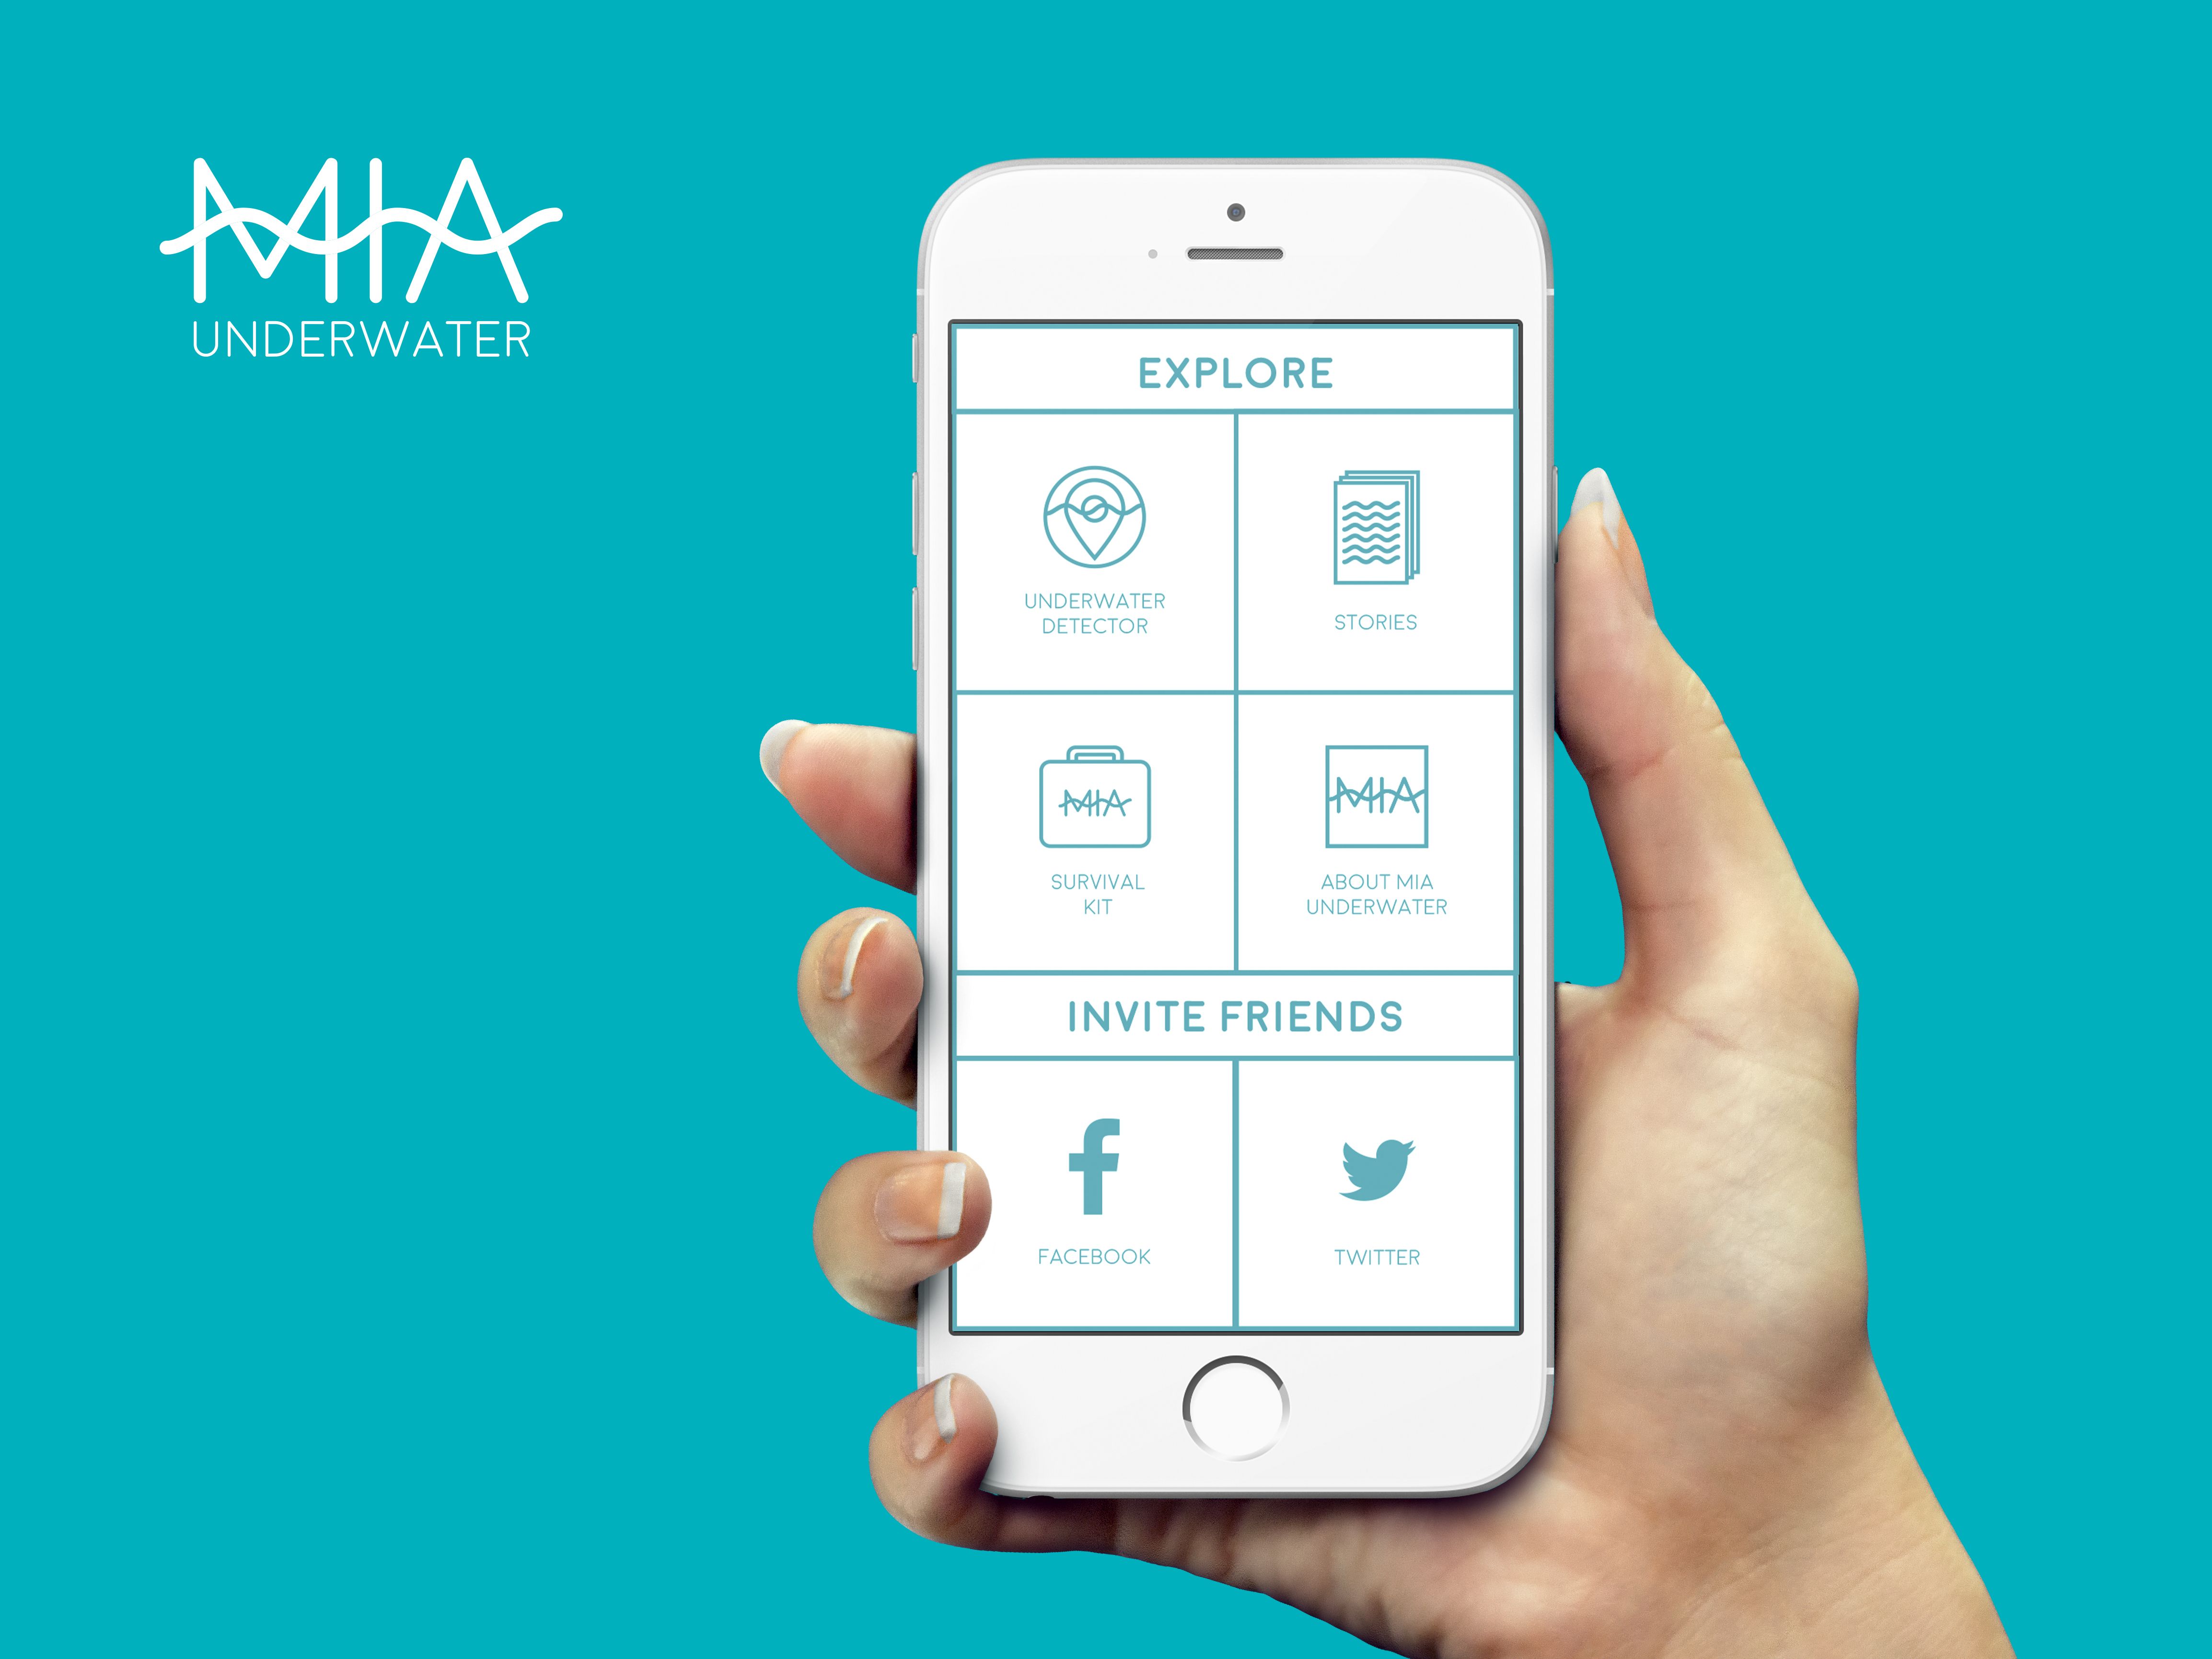 MIA
UNDERWATER
EXPLORE
UNDERWATER
DETECTOR
STORIES
MIA
SURVIVAL
KIT
MIA
ABOUT MIA
UNDERWATER
INVITE FRIENDS
f
FACEBOOK
TWITTER